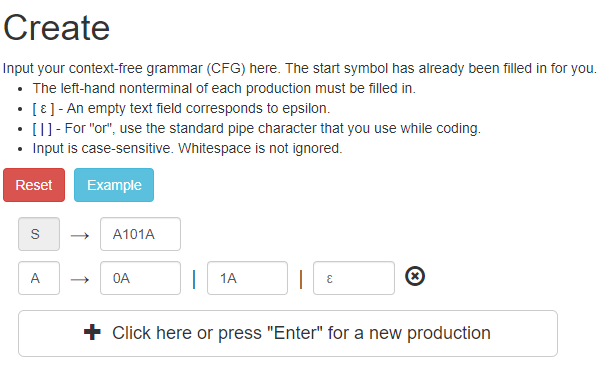 Create
Input your context-free grammar (CFG) here. The start symbol has already been filled in for you.
• The left-hand nonterminal of each production must be filled in.
• [ ε ] - An empty text field corresponds to epsilon.
• [ | ] - For "or", use the standard pipe character that you use while coding.
• Input is case-sensitive. Whitespace is not ignored.
Reset Example
S → A101A
A → 0A | 1A | ε
Click here or press "Enter" for a new production